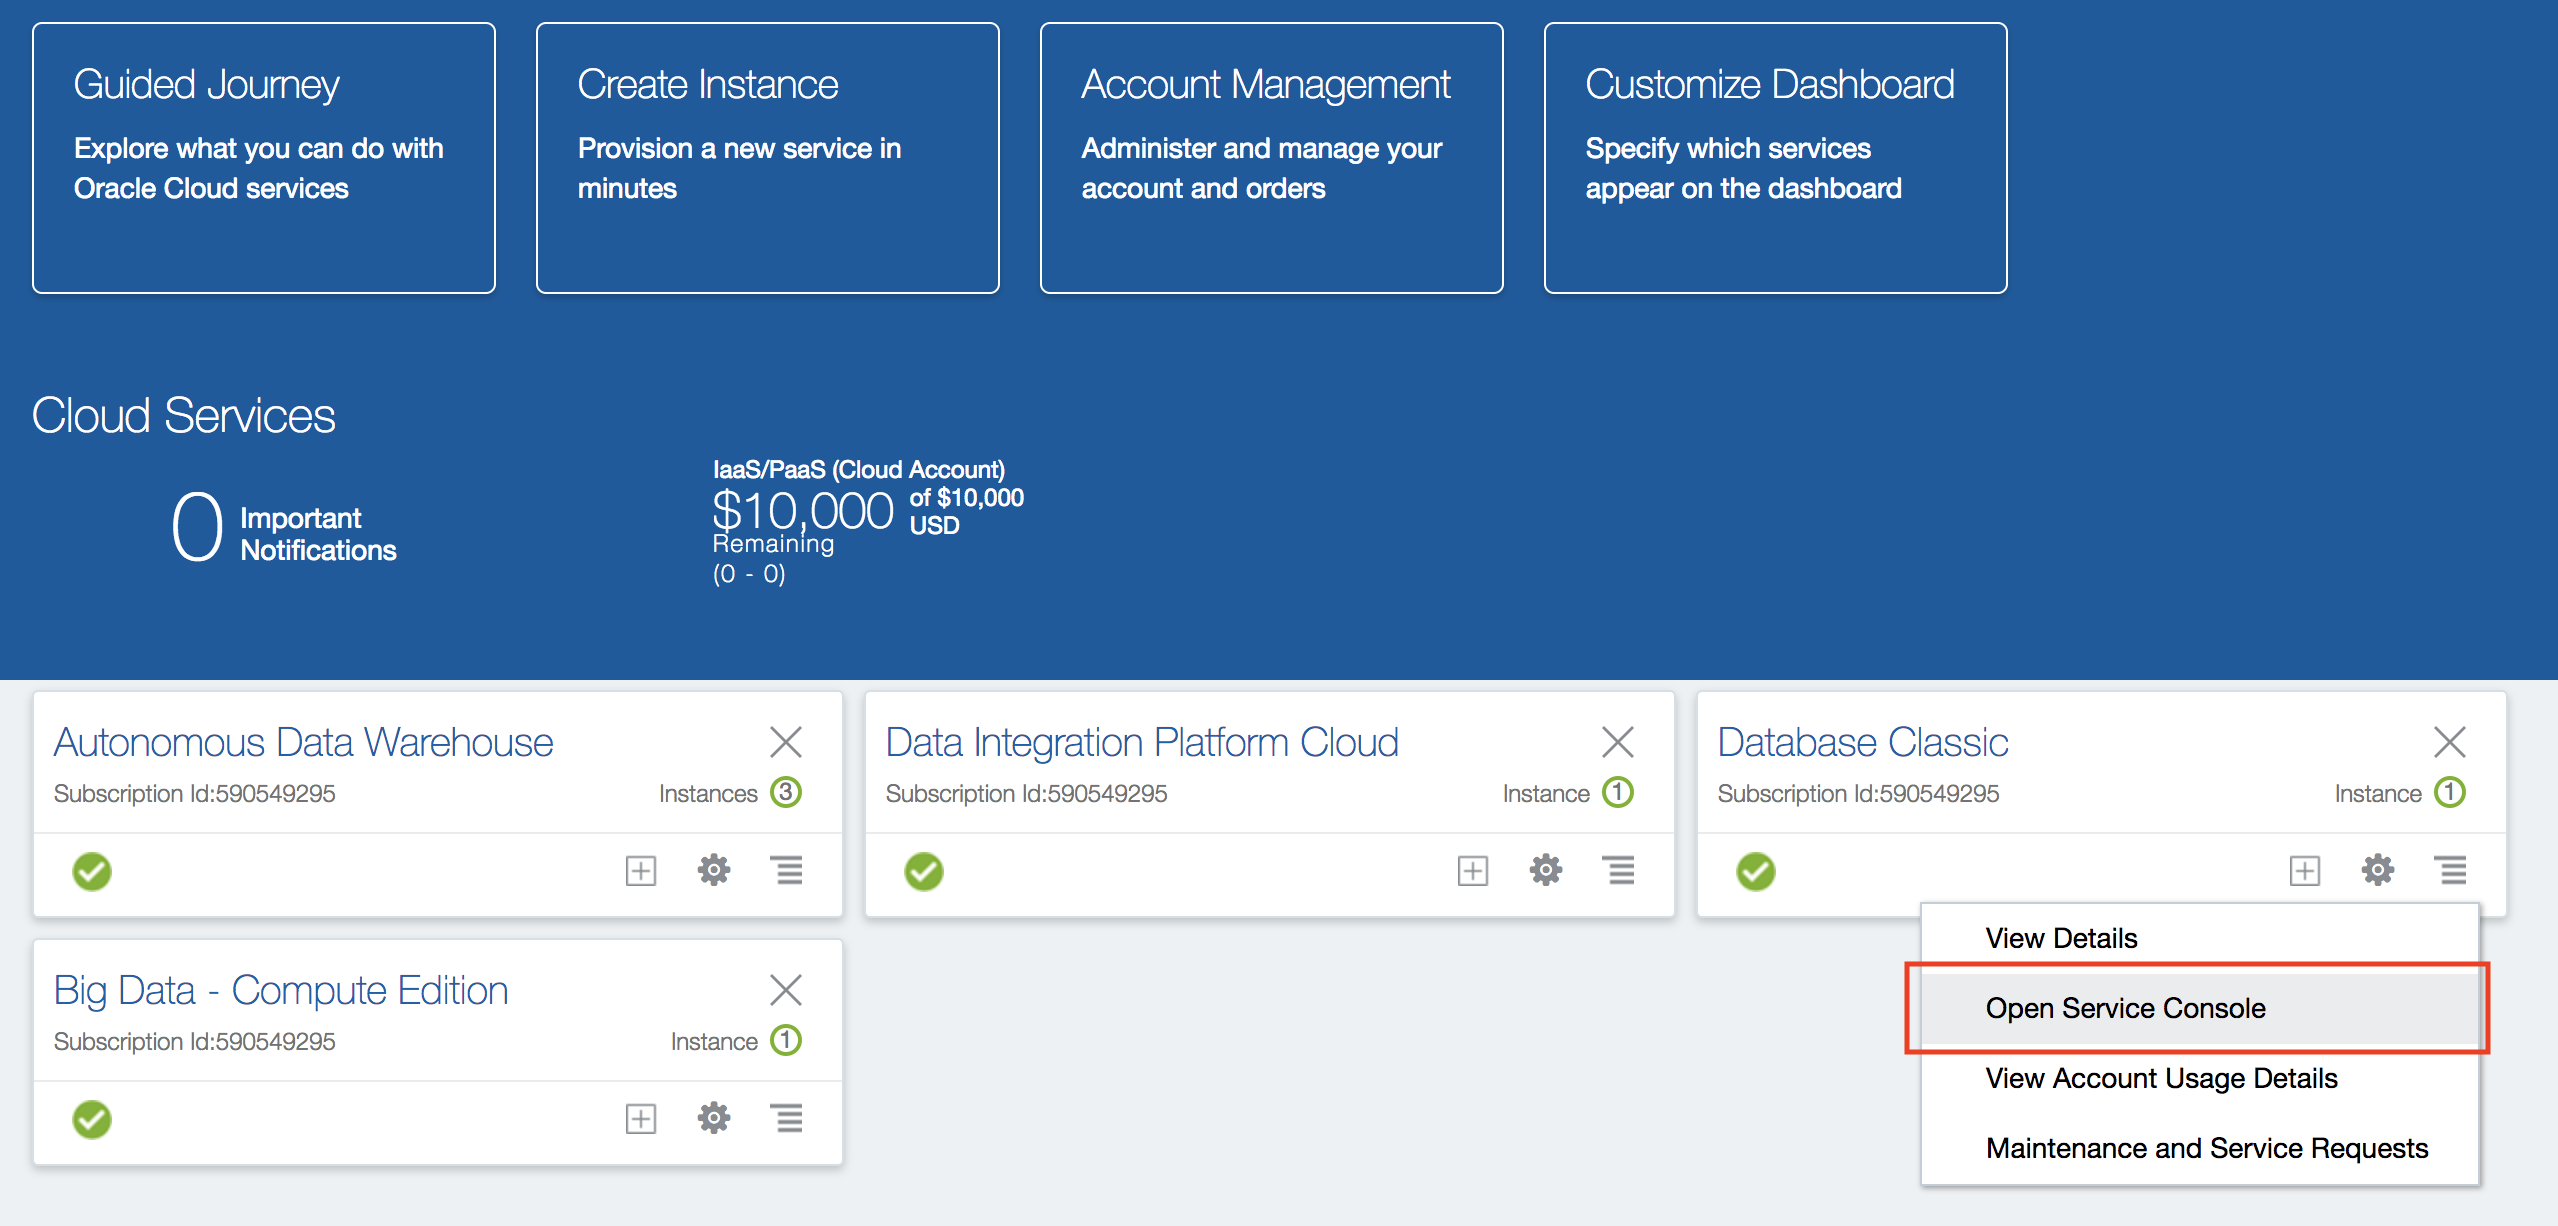 Guided Journey
Explore what you can do with
Oracle Cloud services
Create Instance
Provision a new service in
minutes
Account Management
Administer and manage your
account and orders
Customize Dashboard
Specify which services
appear on the dashboard
Cloud Services
0 Important
Notifications
IaaS/PaaS (Cloud Account)
$10,000 of $10,000
USD
Remaining
(0 - 0)
Autonomous Data Warehouse
Subscription Id:590549295 Instances 3
Data Integration Platform Cloud
Subscription Id:590549295 Instance 1
Database Classic
Subscription Id:590549295 Instance 1
View Details
Open Service Console
View Account Usage Details
Maintenance and Service Requests
Big Data - Compute Edition
Subscription Id:590549295 Instance 1